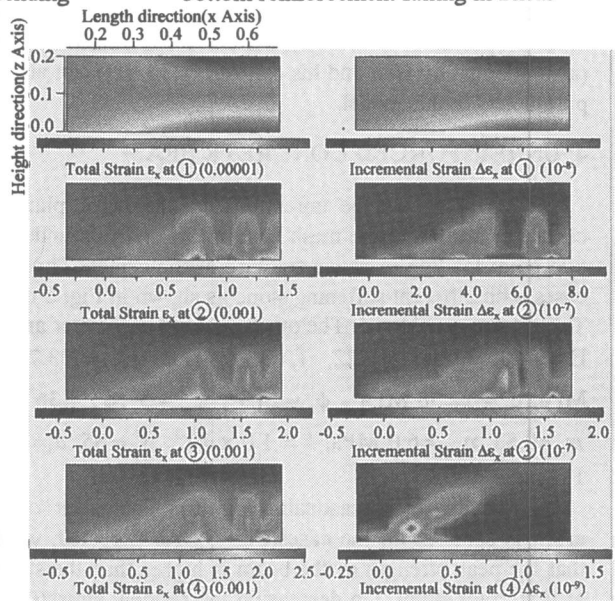 Length direction(x Axis)
0.2 0.4 0.5 0.6
Height direction(z Axis)
0.2
0.1
0.0
Total Strain εx at ① (0.00001)
Incremental Strain Δεx at ① (10-8)
-0.5 0.0 0.5 1.0 1.5
0.0 2.0 4.0 6.0 8.0
Total Strain εx at ② (0.001)
Incremental Strain Δεx at ② (10-7)
-0.5 0.0 0.5 1.0 1.5 2.0
-0.5 0.0 0.5 1.0 1.5 2.0
Total Strain εx at ③ (0.001)
Incremental Strain Δεx at ③ (10-7)
0.0 0.5 1.0 1.5 2.0 2.5
-0.25 0.0 0.5 1.0
Total Strain εx at ④ (0.001)
Incremental Strain at ④ Δεx (10-9)